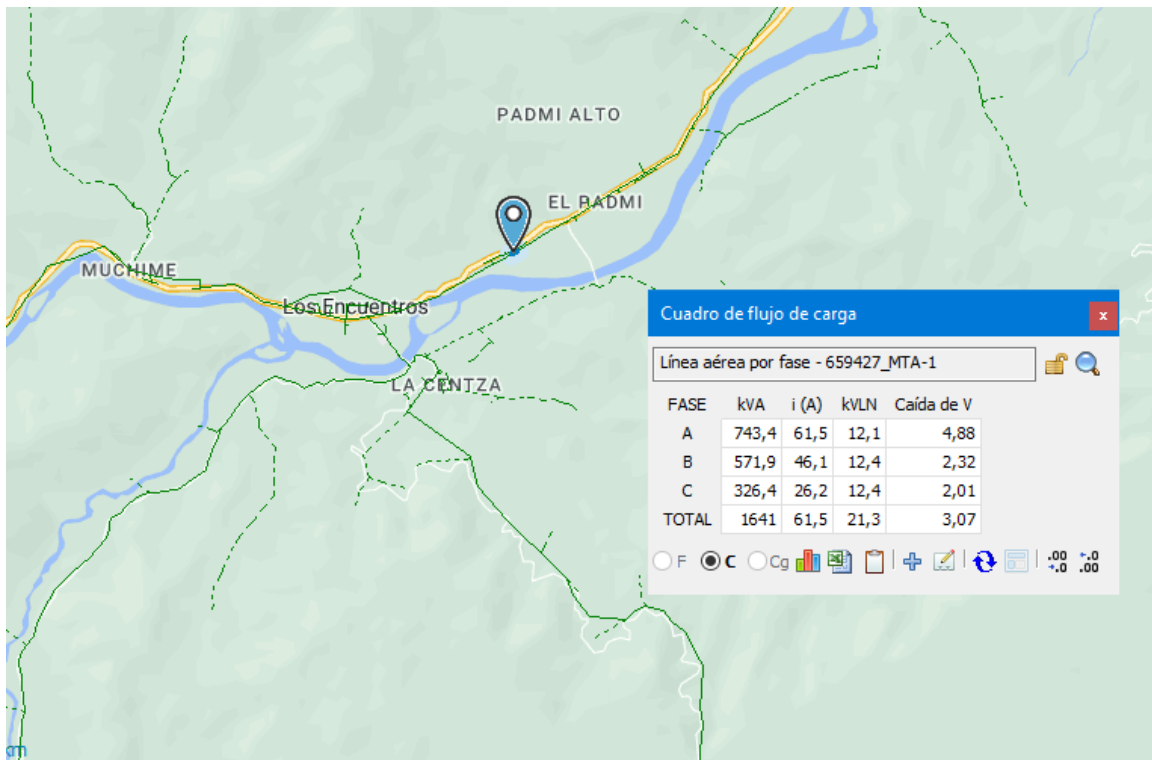 PADMI ALTO
EL PADMI
MUCHIME
Los Encuentros
LA CENTZA
km
Cuadro de flujo de carga
x
Línea aérea por fase - 659427_MTA-1
FASE kVA i (A) kVLN Caída de V
A 743,4 61,5 12,1 4,88
B 571,9 46,1 12,4 2,32
C 326,4 26,2 12,4 2,01
TOTAL 1641 61,5 21,3 3,07
F C Cg .00 →.0 ←.0 .00